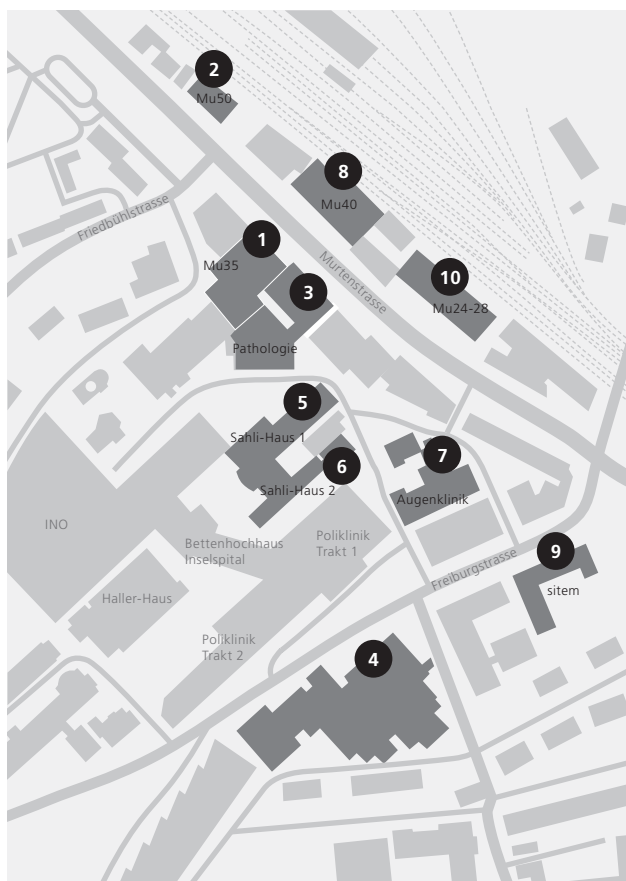 2
Mu50
8
Mu40
Friedbühlstrasse
1
Mu35
Murtenstrasse
10
Mu24-28
3
Pathologie
5
Sahli-Haus 1
6
Sahli-Haus 2
7
Augenklinik
INO
Bettenhochhaus
Inselspital
Poliklinik
Trakt 1
Freiburgstrasse
9
sitem
Haller-Haus
Poliklinik
Trakt 2
4